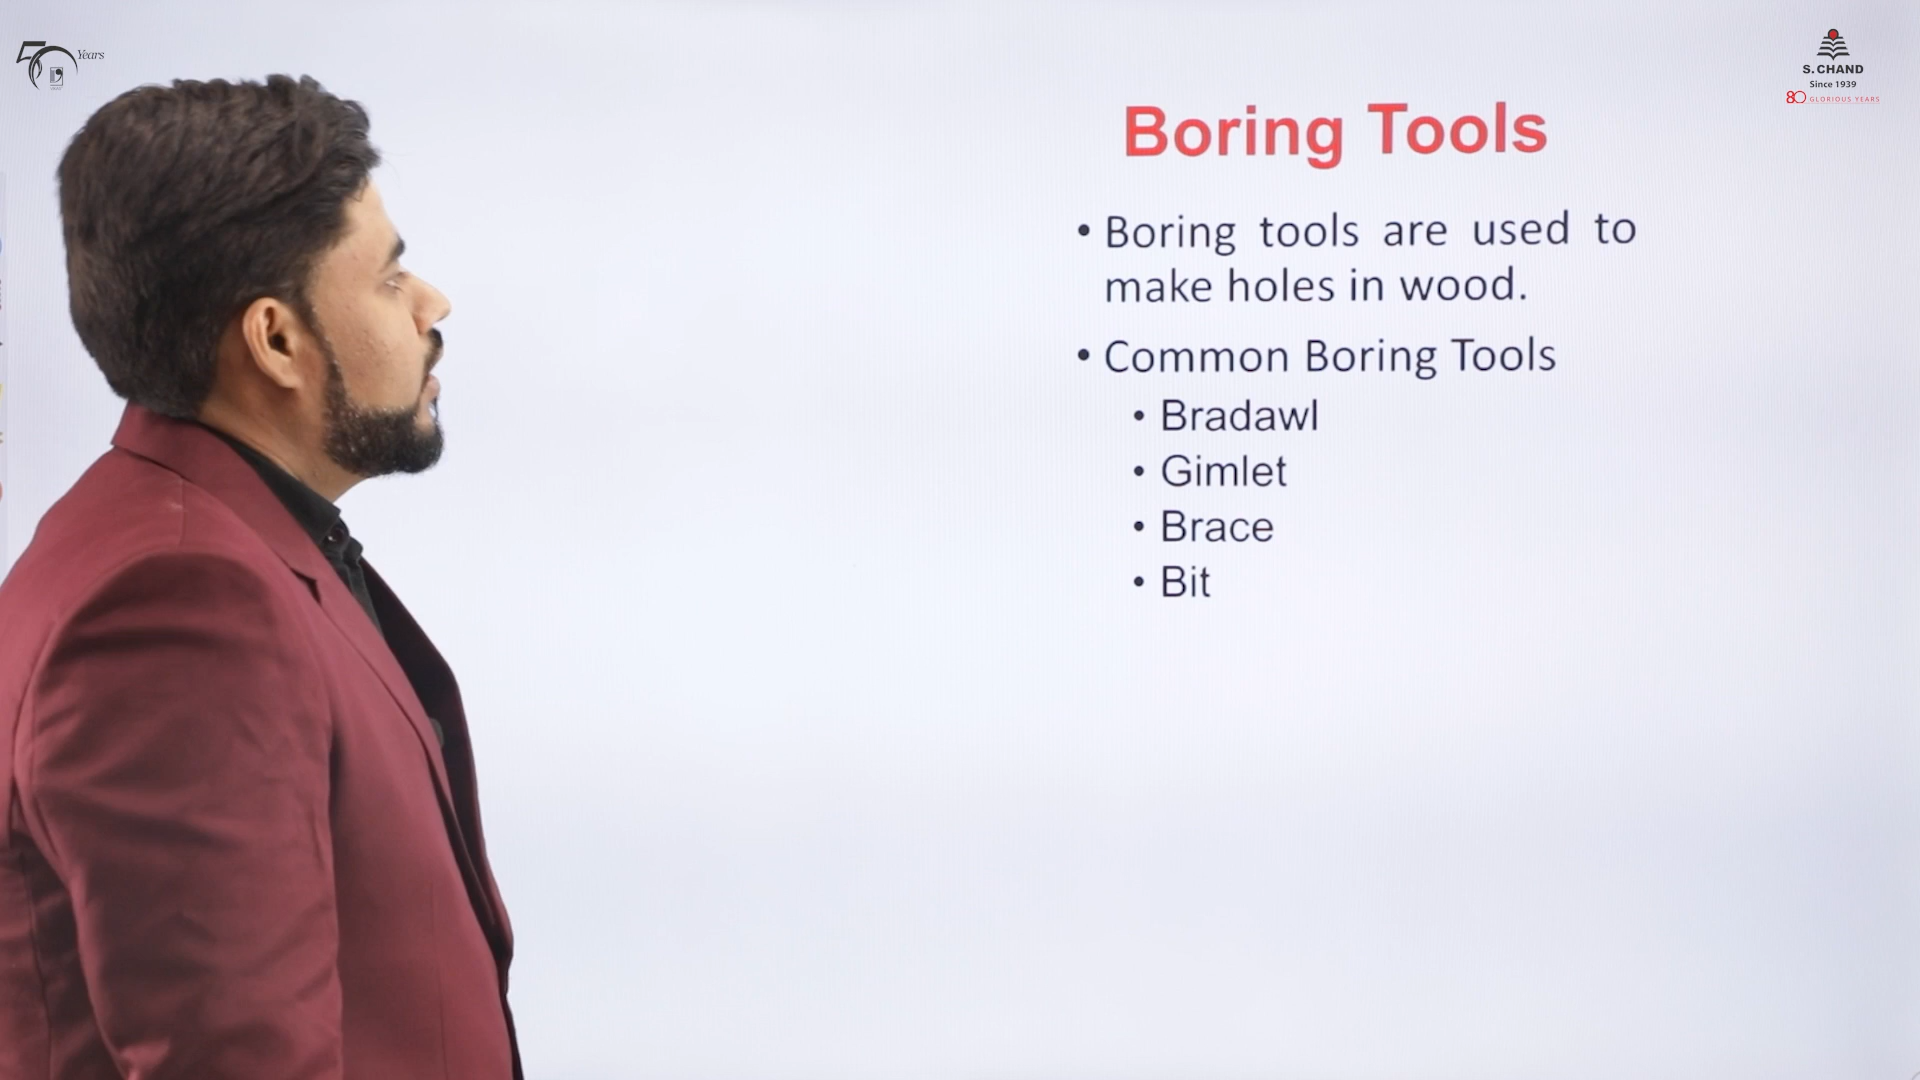 50 Years
S. CHAND
Since 1939
80 GLORIOUS YEARS
Boring Tools
• Boring tools are used to
make holes in wood.
• Common Boring Tools
• Bradawl
• Gimlet
• Brace
• Bit